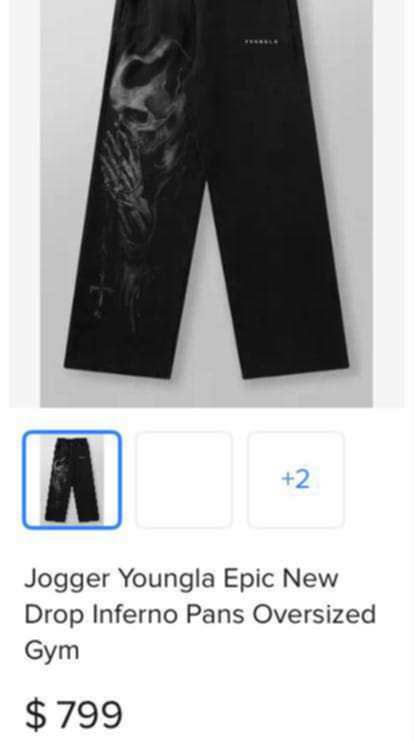 YOUNGLA
+2
Jogger Youngla Epic New
Drop Inferno Pans Oversized
Gym
$ 799